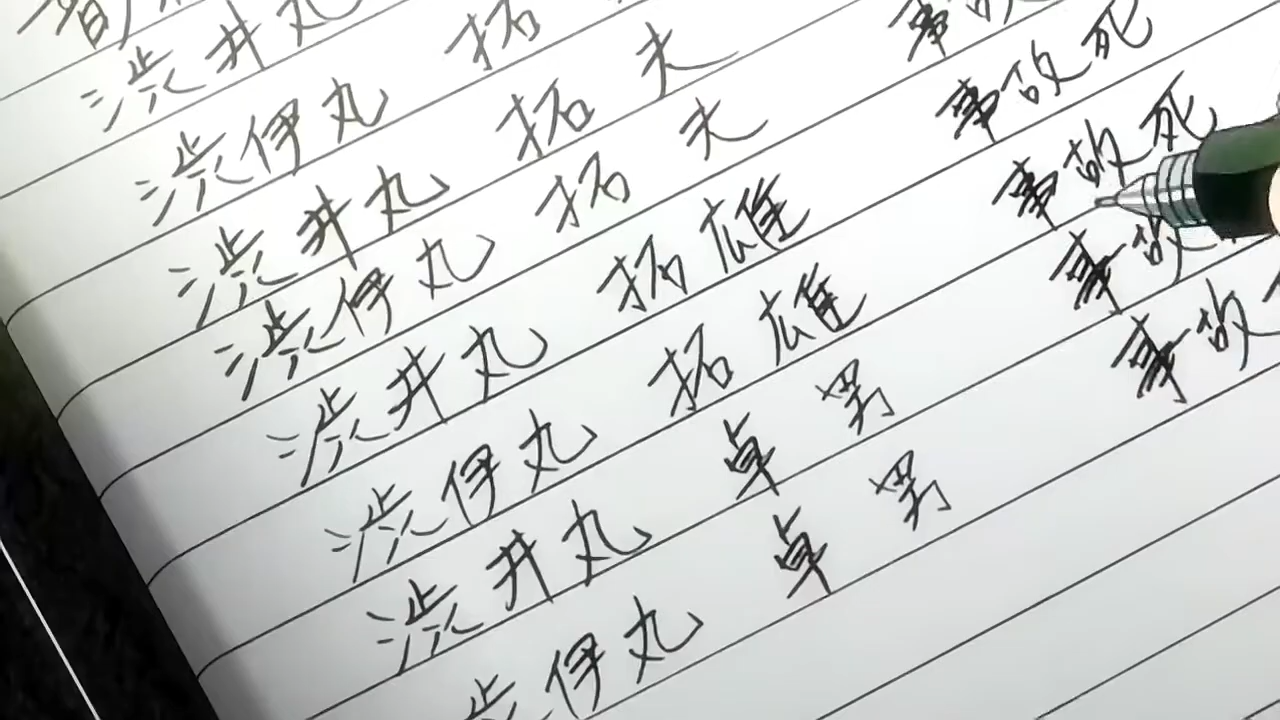 渋井丸
渋伊丸 拓
渋井丸 拓夫
渋伊丸 拓夫 事故
渋井丸 拓雄 事故死
渋伊丸 拓雄 事故死
渋井丸 卓男 事故
渋伊丸 卓男 事故